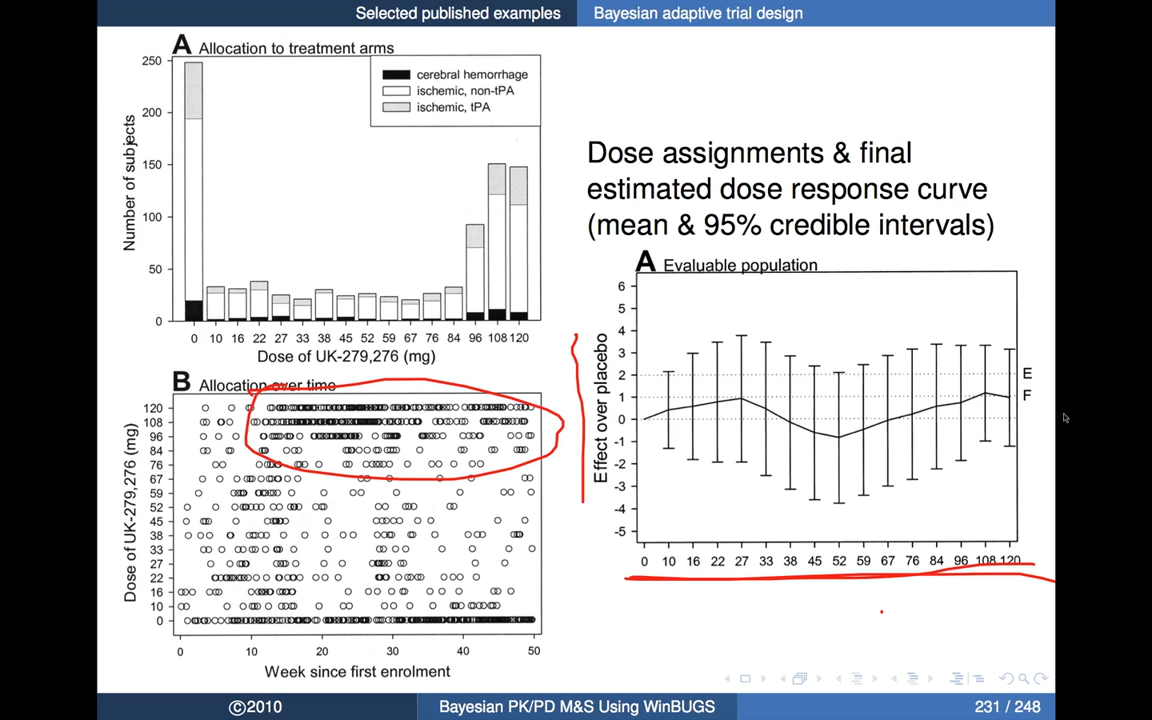 Selected published examples Bayesian adaptive trial design
A Allocation to treatment arms
250
200
150
100
50
0
Number of subjects
cerebral hemorrhage
ischemic, non-tPA
ischemic, tPA
0 10 16 22 27 33 38 45 52 59 67 76 84 96 108 120
Dose of UK-279,276 (mg)
B Allocation over time
120
108
96
84
76
67
59
52
45
38
33
27
22
16
10
0
Dose of UK-279,276 (mg)
0 10 20 30 40 50
Week since first enrolment
Dose assignments & final
estimated dose response curve
(mean & 95% credible intervals)
A Evaluable population
6
5
4
3
2
1
0
-1
-2
-3
-4
-5
Effect over placebo
E
F
0 10 16 22 27 33 38 45 52 59 67 76 84 96 108 120
©2010 Bayesian PK/PD M&S Using WinBUGS 231 / 248